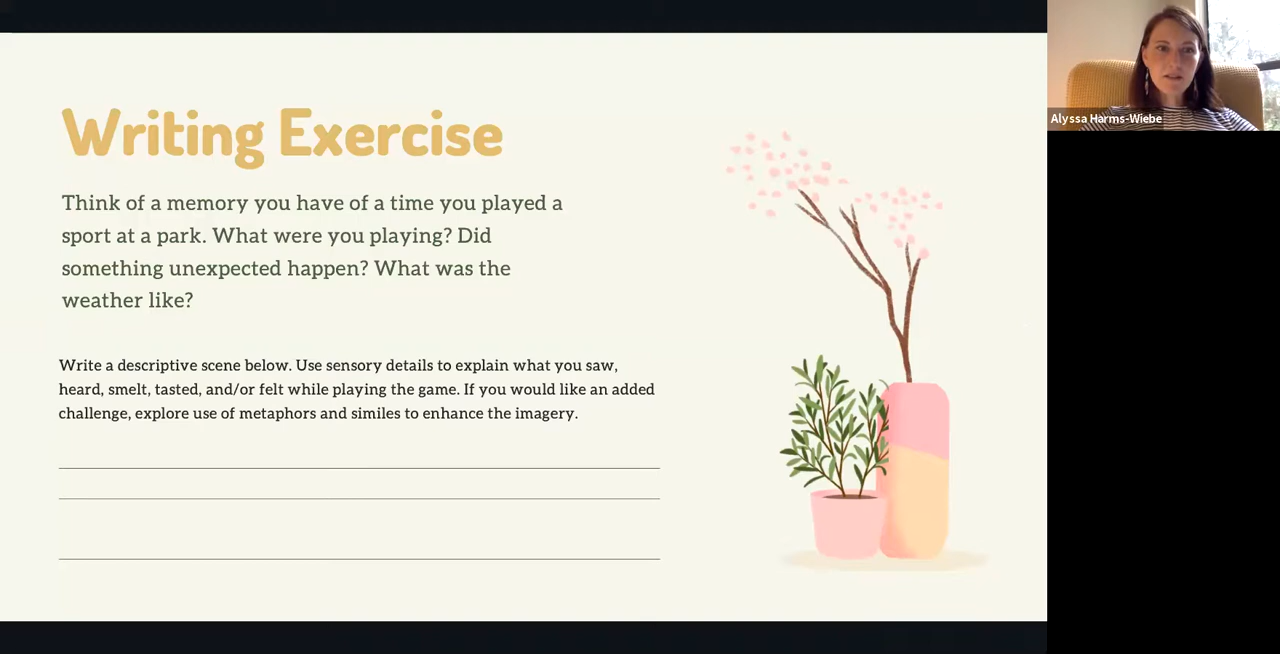 Writing Exercise
Think of a memory you have of a time you played a
sport at a park. What were you playing? Did
something unexpected happen? What was the
weather like?
Write a descriptive scene below. Use sensory details to explain what you saw,
heard, smelt, tasted, and/or felt while playing the game. If you would like an added
challenge, explore use of metaphors and similes to enhance the imagery.
Alyssa Harms-Wiebe